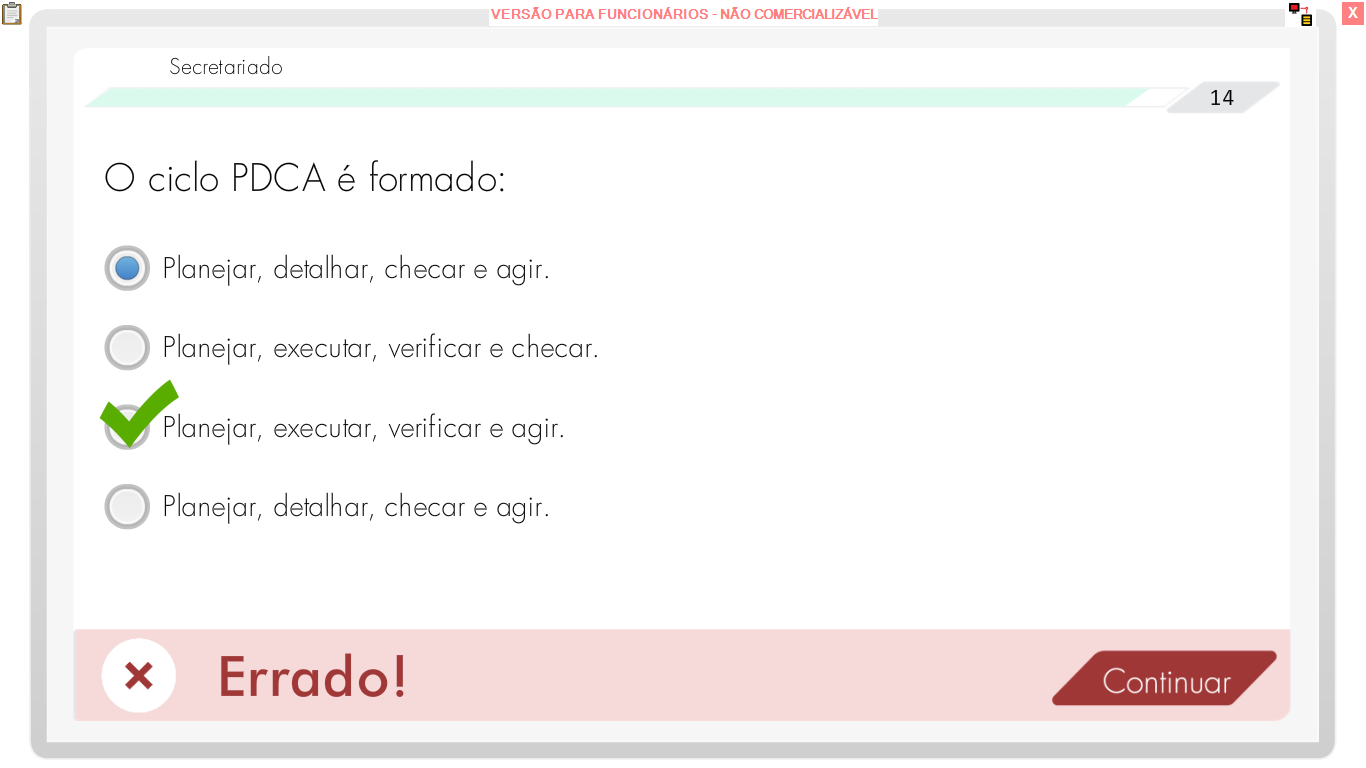 VERSÃO PARA FUNCIONÁRIOS - NÃO COMERCIALIZÁVEL
X
Secretariado
14
O ciclo PDCA é formado:
Planejar, detalhar, checar e agir.
Planejar, executar, verificar e checar.
Planejar, executar, verificar e agir.
Planejar, detalhar, checar e agir.
Errado!
Continuar